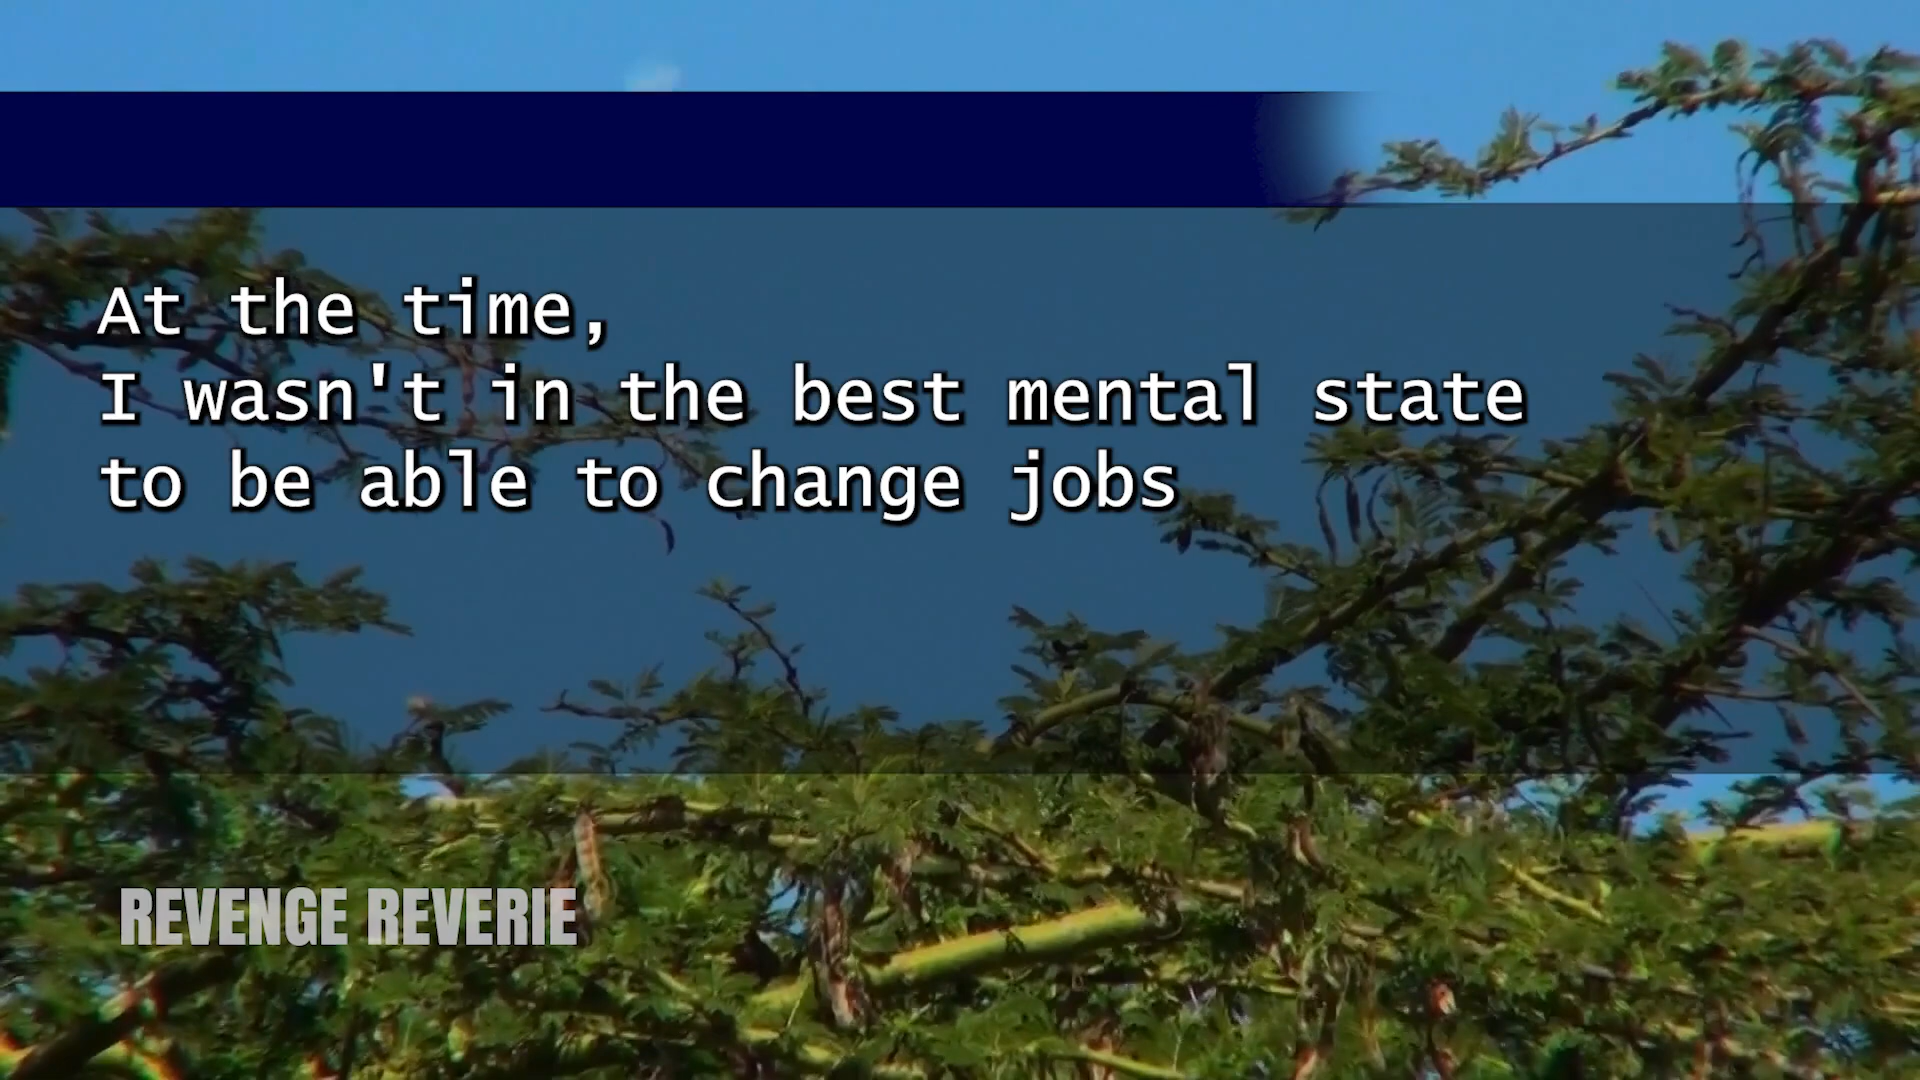 At the time,
I wasn't in the best mental state
to be able to change jobs
REVENGE REVERIE